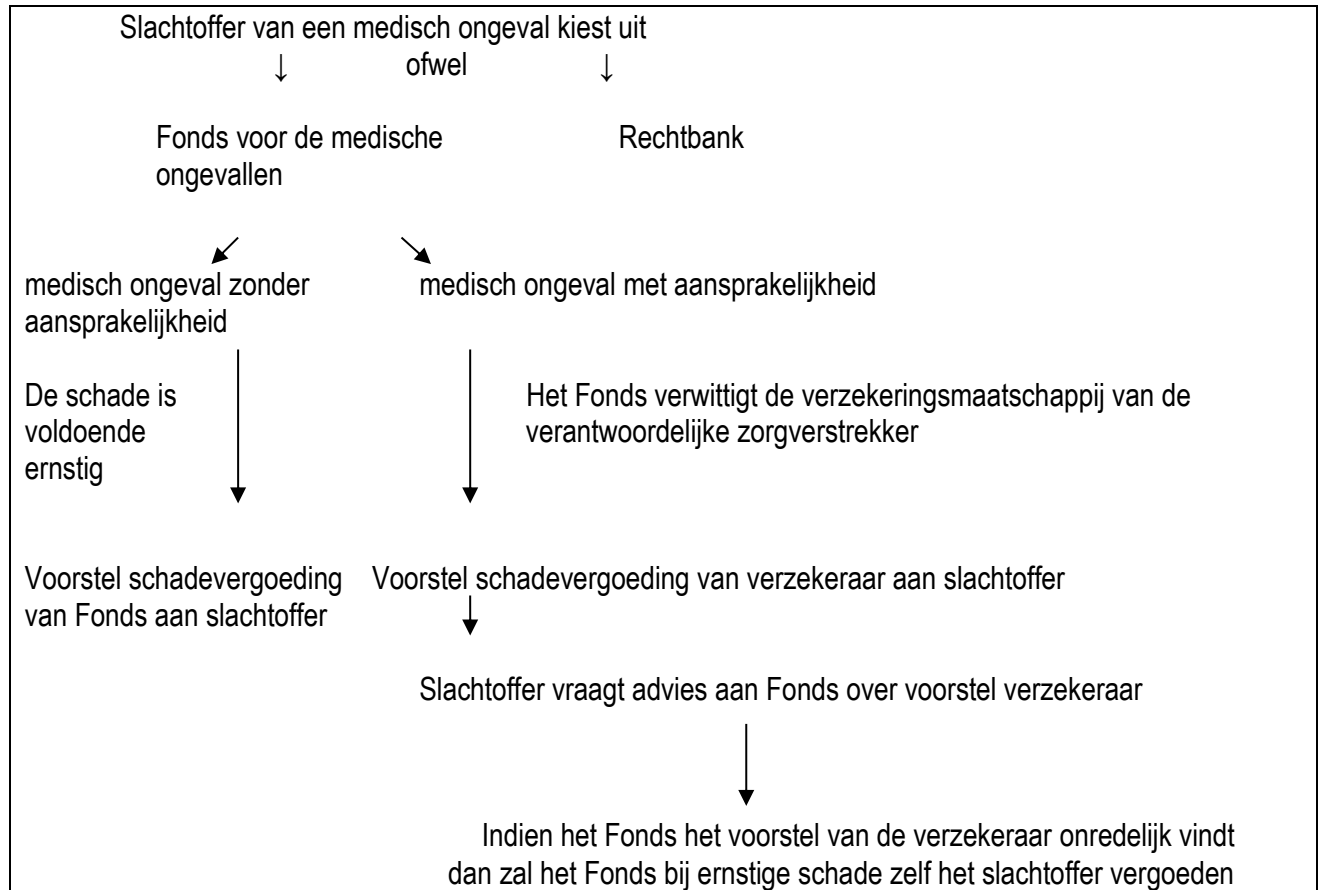 Slachtoffer van een medisch ongeval kiest uit
↓ ofwel ↓
Fonds voor de medische
ongevallen
Rechtbank
medisch ongeval zonder
aansprakelijkheid
medisch ongeval met aansprakelijkheid
De schade is
voldoende
ernstig
Het Fonds verwittigt de verzekeringsmaatschappij van de
verantwoordelijke zorgverstrekker
Voorstel schadevergoeding
van Fonds aan slachtoffer
Voorstel schadevergoeding van verzekeraar aan slachtoffer
Slachtoffer vraagt advies aan Fonds over voorstel verzekeraar
Indien het Fonds het voorstel van de verzekeraar onredelijk vindt
dan zal het Fonds bij ernstige schade zelf het slachtoffer vergoeden